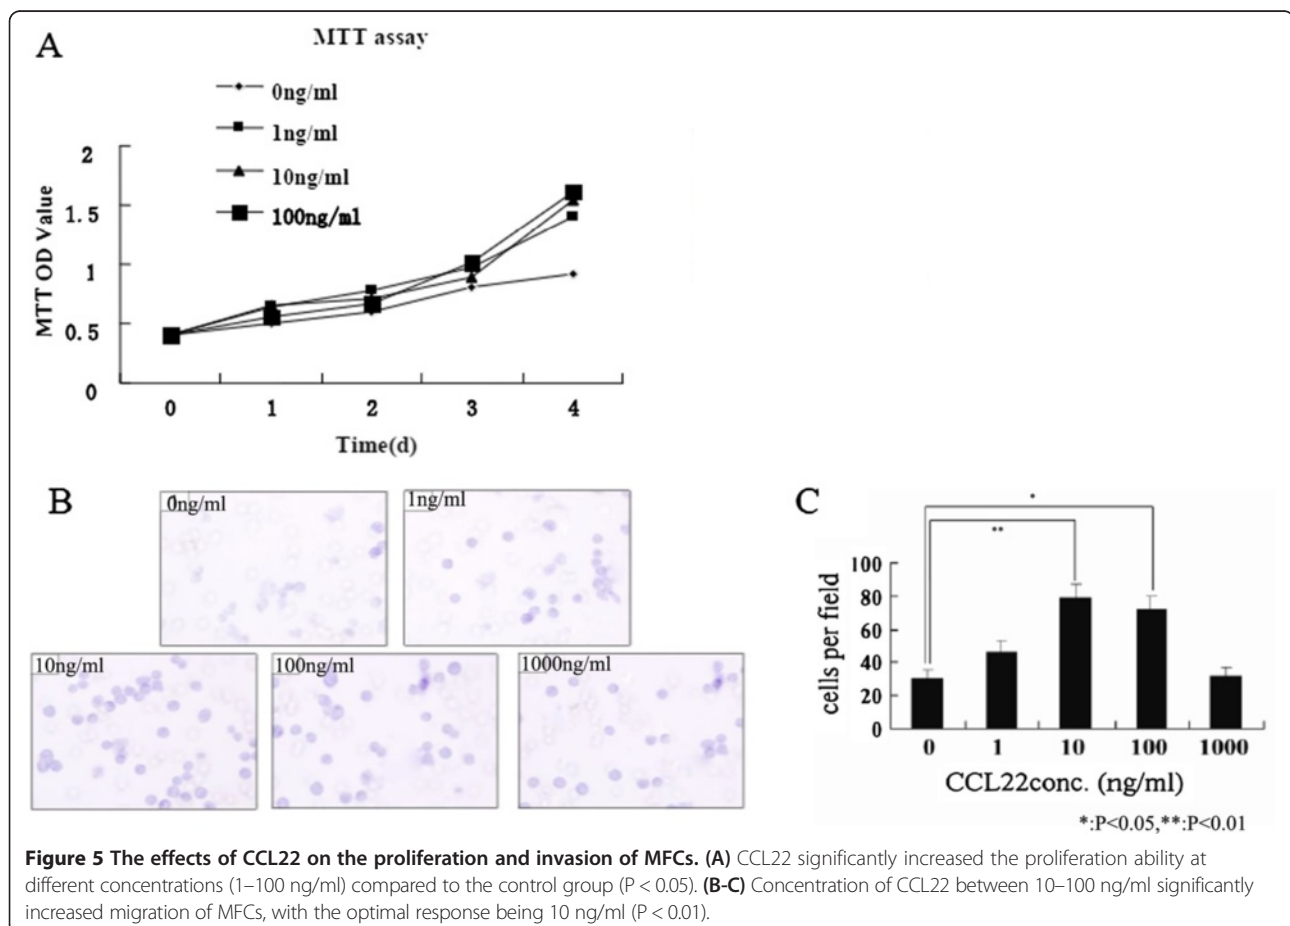 A
MTT assay
0ng/ml
1ng/ml
10ng/ml
100ng/ml
MTT OD Value
2
1.5
1
0.5
0
0 1 2 3 4
Time(d)
B
0ng/ml
1ng/ml
10ng/ml
100ng/ml
1000ng/ml
C
*
**
cells per field
100
80
60
40
20
0
0 1 10 100 1000
CCL22conc. (ng/ml)
*:P<0.05,**:P<0.01
Figure 5 The effects of CCL22 on the proliferation and invasion of MFCs. (A) CCL22 significantly increased the proliferation ability at
different concentrations (1–100 ng/ml) compared to the control group (P < 0.05). (B-C) Concentration of CCL22 between 10–100 ng/ml significantly
increased migration of MFCs, with the optimal response being 10 ng/ml (P < 0.01).